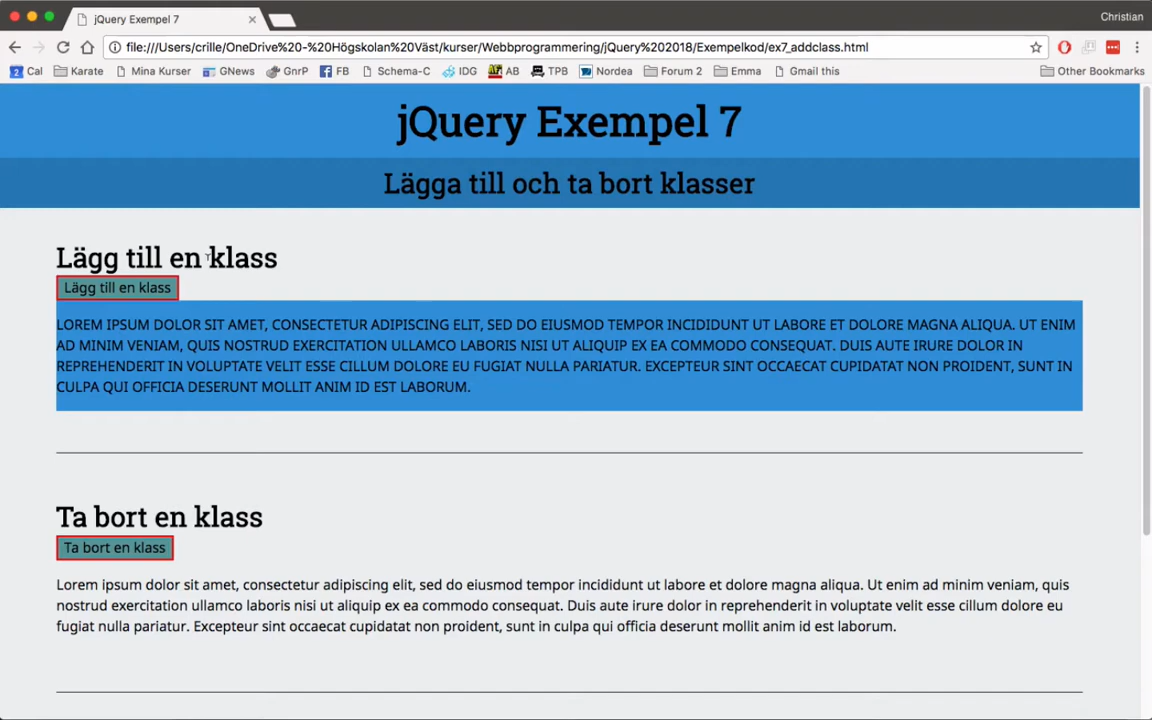 jQuery Exempel 7
Christian
file:///Users/crille/OneDrive%20-%20Högskolan%20Väst/kurser/Webbprogrammering/jQuery%202018/Exempelkod/ex7_addclass.html
2 Cal Karate Mina Kurser GNews GnrP FB Schema-C IDG AB TPB Nordea Forum 2 Emma Gmail this Other Bookmarks
jQuery Exempel 7
Lägga till och ta bort klasser
Lägg till en klass
Lägg till en klass
LOREM IPSUM DOLOR SIT AMET, CONSECTETUR ADIPISCING ELIT, SED DO EIUSMOD TEMPOR INCIDIDUNT UT LABORE ET DOLORE MAGNA ALIQUA. UT ENIM
AD MINIM VENIAM, QUIS NOSTRUD EXERCITATION ULLAMCO LABORIS NISI UT ALIQUIP EX EA COMMODO CONSEQUAT. DUIS AUTE IRURE DOLOR IN
REPREHENDERIT IN VOLUPTATE VELIT ESSE CILLUM DOLORE EU FUGIAT NULLA PARIATUR. EXCEPTEUR SINT OCCAECAT CUPIDATAT NON PROIDENT, SUNT IN
CULPA QUI OFFICIA DESERUNT MOLLIT ANIM ID EST LABORUM.
Ta bort en klass
Ta bort en klass
Lorem ipsum dolor sit amet, consectetur adipiscing elit, sed do eiusmod tempor incididunt ut labore et dolore magna aliqua. Ut enim ad minim veniam, quis
nostrud exercitation ullamco laboris nisi ut aliquip ex ea commodo consequat. Duis aute irure dolor in reprehenderit in voluptate velit esse cillum dolore eu
fugiat nulla pariatur. Excepteur sint occaecat cupidatat non proident, sunt in culpa qui officia deserunt mollit anim id est laborum.